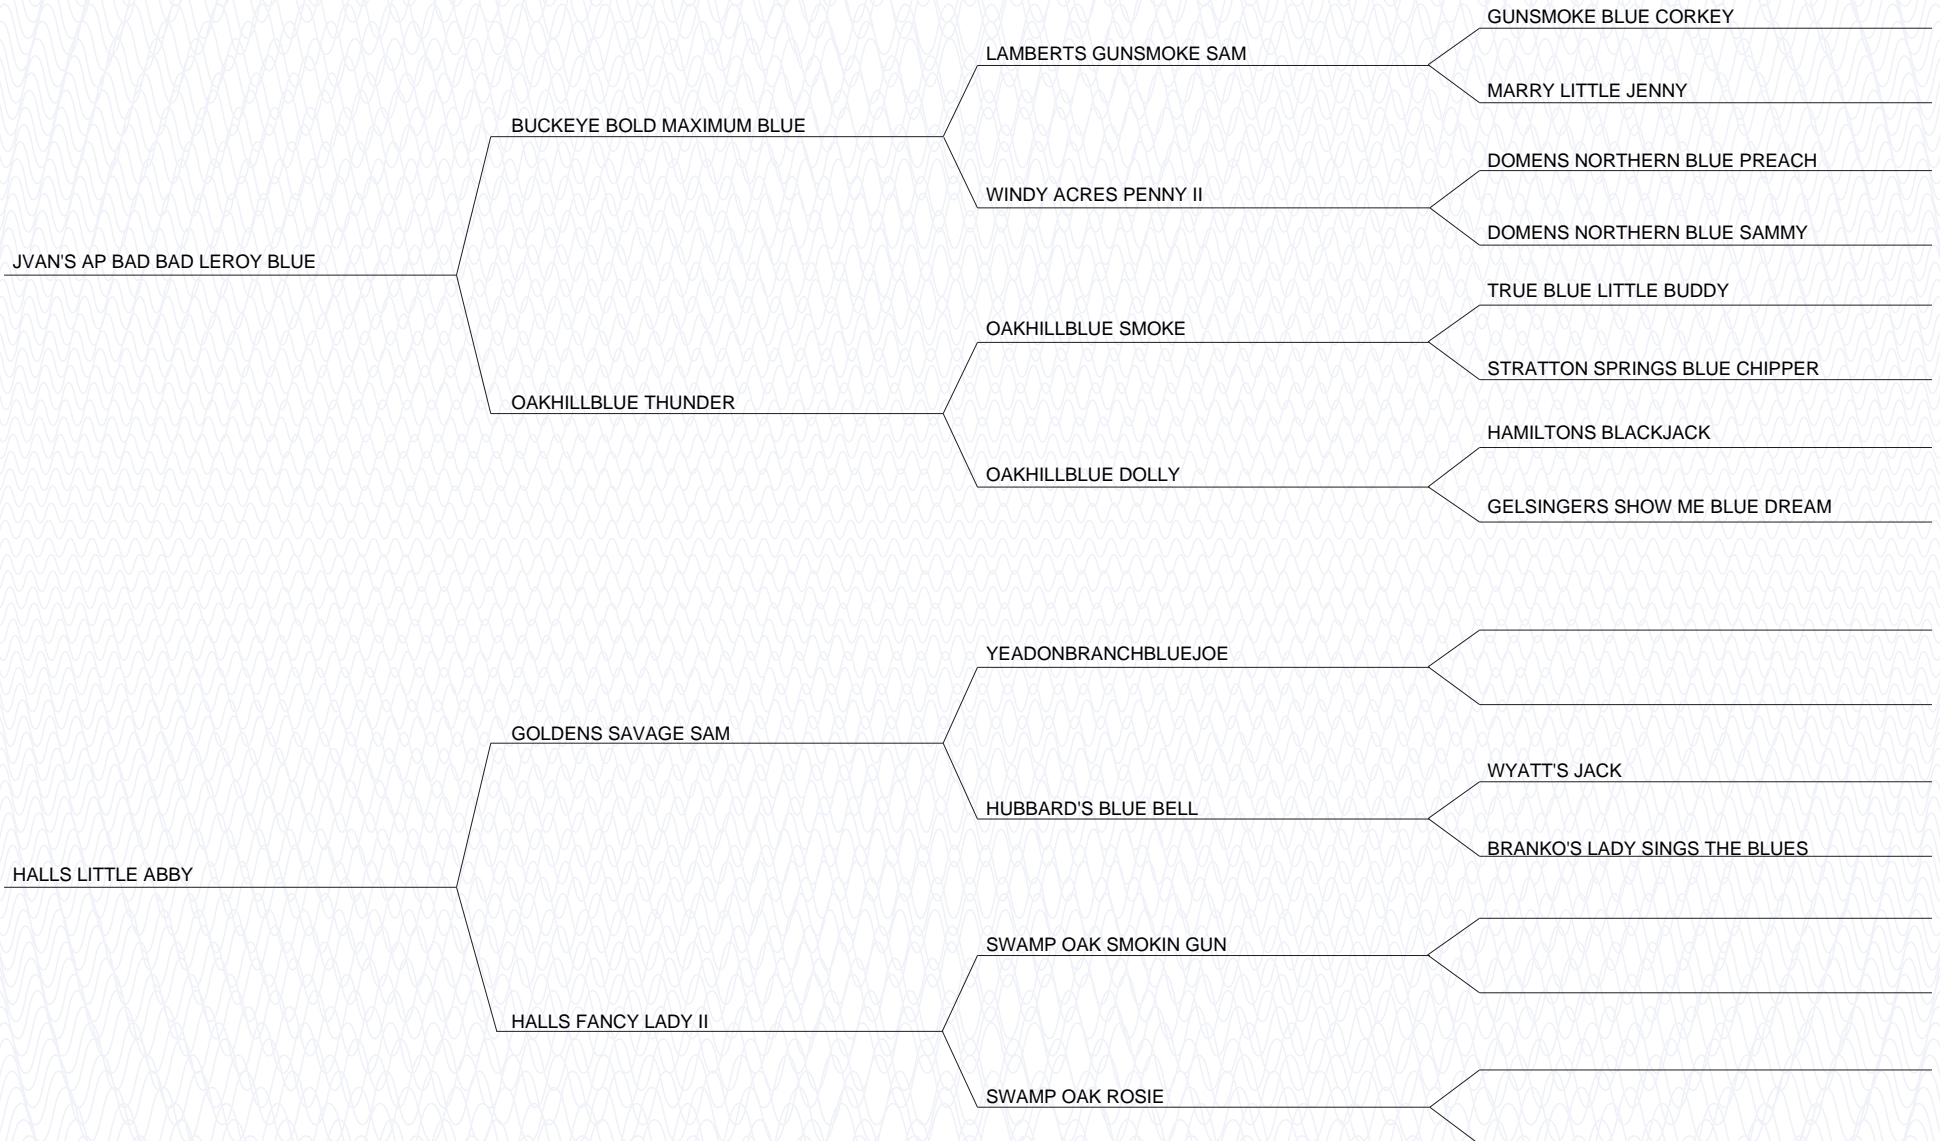 GUNSMOKE BLUE CORKEY
LAMBERTS GUNSMOKE SAM
MARRY LITTLE JENNY
BUCKEYE BOLD MAXIMUM BLUE
DOMENS NORTHERN BLUE PREACH
WINDY ACRES PENNY II
DOMENS NORTHERN BLUE SAMMY
JVAN'S AP BAD BAD LEROY BLUE
TRUE BLUE LITTLE BUDDY
OAKHILLBLUE SMOKE
STRATTON SPRINGS BLUE CHIPPER
OAKHILLBLUE THUNDER
HAMILTONS BLACKJACK
OAKHILLBLUE DOLLY
GELSINGERS SHOW ME BLUE DREAM
YEADONBRANCHBLUEJOE
GOLDENS SAVAGE SAM
WYATT'S JACK
HUBBARD'S BLUE BELL
BRANKO'S LADY SINGS THE BLUES
HALLS LITTLE ABBY
SWAMP OAK SMOKIN GUN
HALLS FANCY LADY II
SWAMP OAK ROSIE